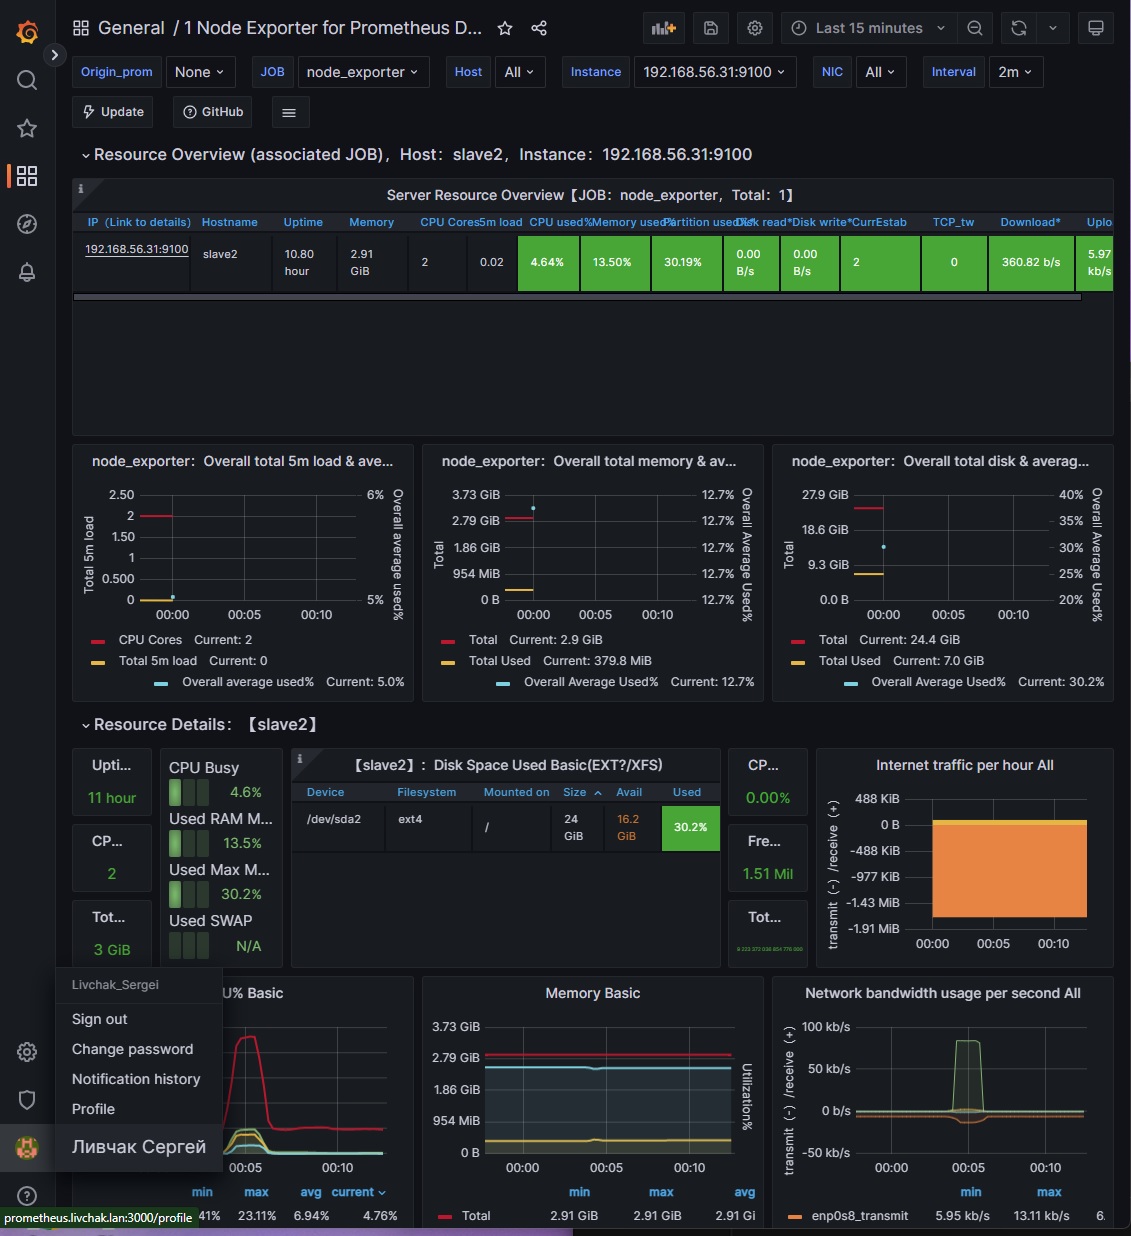 General / 1 Node Exporter for Prometheus D...
Last 15 minutes
Origin_prom None JOB node_exporter Host All Instance 192.168.56.31:9100 NIC All Interval 2m
Update GitHub
Resource Overview (associated JOB)，Host：slave2，Instance：192.168.56.31:9100
Server Resource Overview【JOB：node_exporter，Total：1】
IP（Link to details) Hostname Uptime Memory CPU Cores 5m load CPU used% Memory used% Partition used%* Disk read* Disk write* CurrEstab TCP_tw Download* Uplo
192.168.56.31:9100 slave2 10.80 hour 2.91 GiB 2 0.02 4.64% 13.50% 30.19% 0.00 B/s 0.00 B/s 2 0 360.82 b/s 5.97 kb/s
node_exporter：Overall total 5m load & ave...
2.50
2
1.50
1
0.500
0
Total 5m load
6%
5%
Overall average used%
00:00 00:05 00:10
CPU Cores Current: 2
Total 5m load Current: 0
Overall average used% Current: 5.0%
node_exporter：Overall total memory & av...
3.73 GiB
2.79 GiB
1.86 GiB
954 MiB
0 B
Total
12.7%
12.7%
12.7%
12.7%
12.7%
Overall Average Used%
00:00 00:05 00:10
Total Current: 2.9 GiB
Total Used Current: 379.8 MiB
Overall Average Used% Current: 12.7%
node_exporter：Overall total disk & averag...
27.9 GiB
18.6 GiB
9.3 GiB
0.0 B
Total
40%
35%
30%
25%
20%
Overall Average Used%
00:00 00:05 00:10
Total Current: 24.4 GiB
Total Used Current: 7.0 GiB
Overall Average Used% Current: 30.2%
Resource Details：【slave2】
Upti...
11 hour
CP...
2
Tot...
3 GiB
CPU Busy
4.6%
Used RAM M...
13.5%
Used Max M...
30.2%
Used SWAP
N/A
【slave2】：Disk Space Used Basic(EXT?/XFS)
Device Filesystem Mounted on Size Avail Used
/dev/sda2 ext4 / 24 GiB 16.2 GiB 30.2%
CP...
0.00%
Fre...
1.51 Mil
Tot...
9 223 372 036 854 776 000
Internet traffic per hour All
488 KiB
0 B
-488 KiB
-977 KiB
-1.43 MiB
-1.91 MiB
transmit (-) /receive (+)
00:00 00:05 00:10
Livchak_Sergei
Sign out
Change password
Notification history
Profile
Ливчак Сергей
prometheus.livchak.lan:3000/profile
U% Basic
00:05 00:10
min max avg current
41% 23.11% 6.94% 4.76%
Memory Basic
3.73 GiB
2.79 GiB
1.86 GiB
954 MiB
0 B
Utilization%
00:00 00:05 00:10
min max avg
Total 2.91 GiB 2.91 GiB 2.91 Gi
Network bandwidth usage per second All
100 kb/s
50 kb/s
0 b/s
-50 kb/s
transmit (-) /receive (+)
00:00 00:05 00:10
min max
enp0s8_transmit 5.95 kb/s 13.11 kb/s 6.